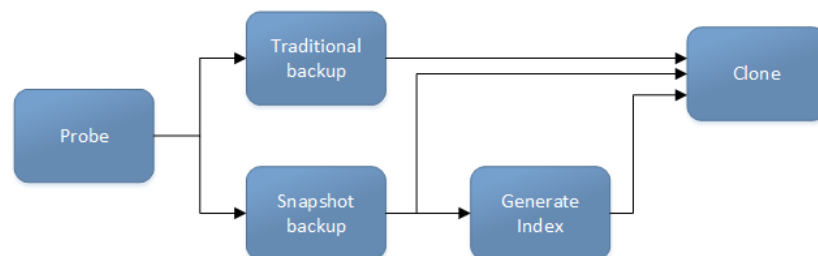 Probe
Traditional
backup
Snapshot
backup
Generate
Index
Clone